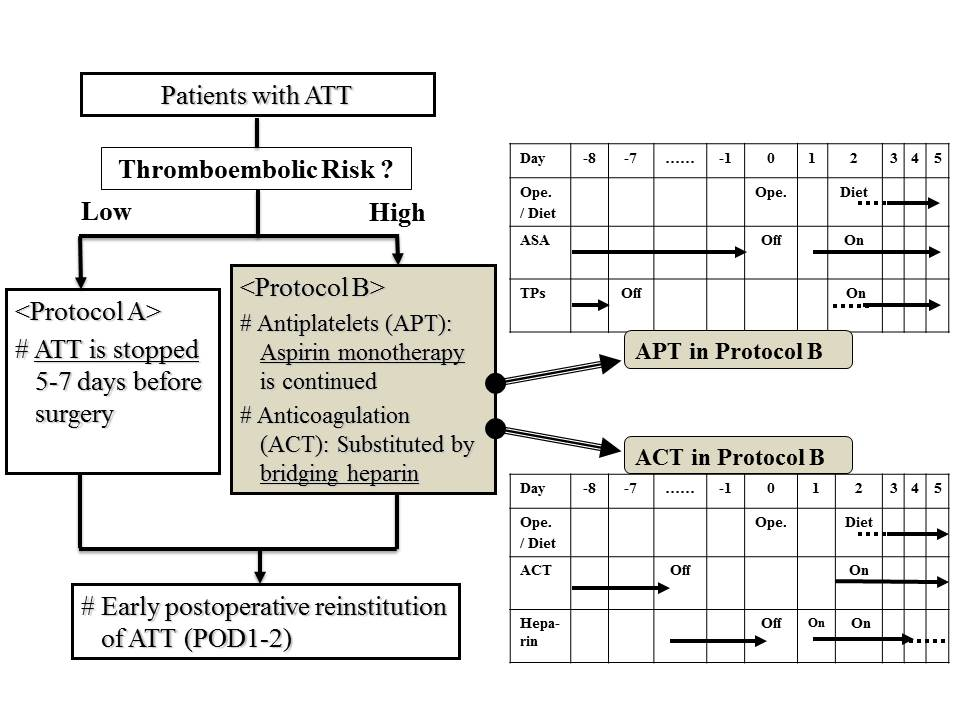 Patients with ATT
Thromboembolic Risk ?
Low
High
<Protocol A>
# ATT is stopped
5-7 days before
surgery
<Protocol B>
# Antiplatelets (APT):
Aspirin monotherapy
is continued
# Anticoagulation
(ACT): Substituted by
bridging heparin
# Early postoperative reinstitution
of ATT (POD1-2)
Day -8 -7 ...... -1 0 1 2 3 4 5
Ope. Ope. Diet
/ Diet
ASA Off On
TPs Off On
APT in Protocol B
ACT in Protocol B
Day -8 -7 ...... -1 0 1 2 3 4 5
Ope. Ope. Diet
/ Diet
ACT Off On
Hepa- Off On On
rin